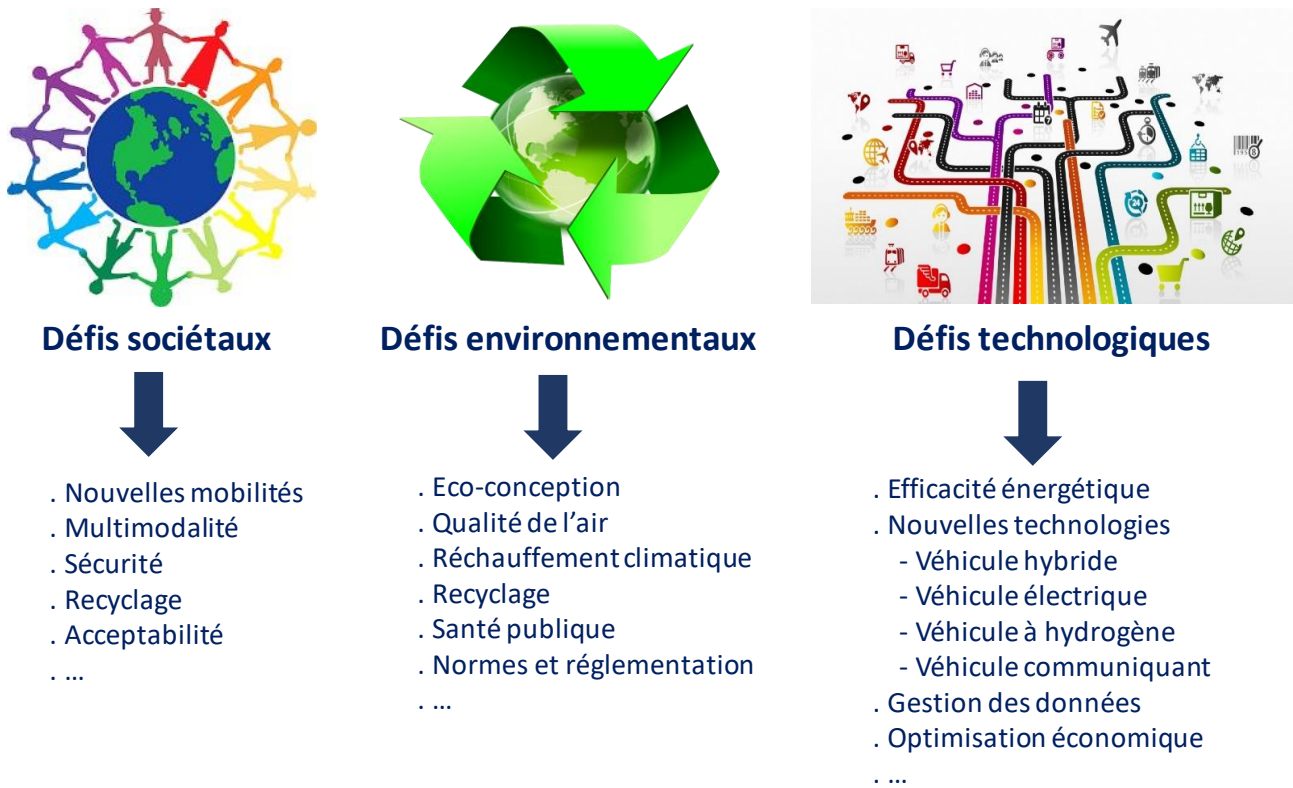 Défis sociétaux
. Nouvelles mobilités
. Multimodalité
. Sécurité
. Recyclage
. Acceptabilité
. …
Défis environnementaux
. Eco-conception
. Qualité de l’air
. Réchauffement climatique
. Recyclage
. Santé publique
. Normes et réglementation
. …
Défis technologiques
. Efficacité énergétique
. Nouvelles technologies
- Véhicule hybride
- Véhicule électrique
- Véhicule à hydrogène
- Véhicule communiquant
. Gestion des données
. Optimisation économique
. …